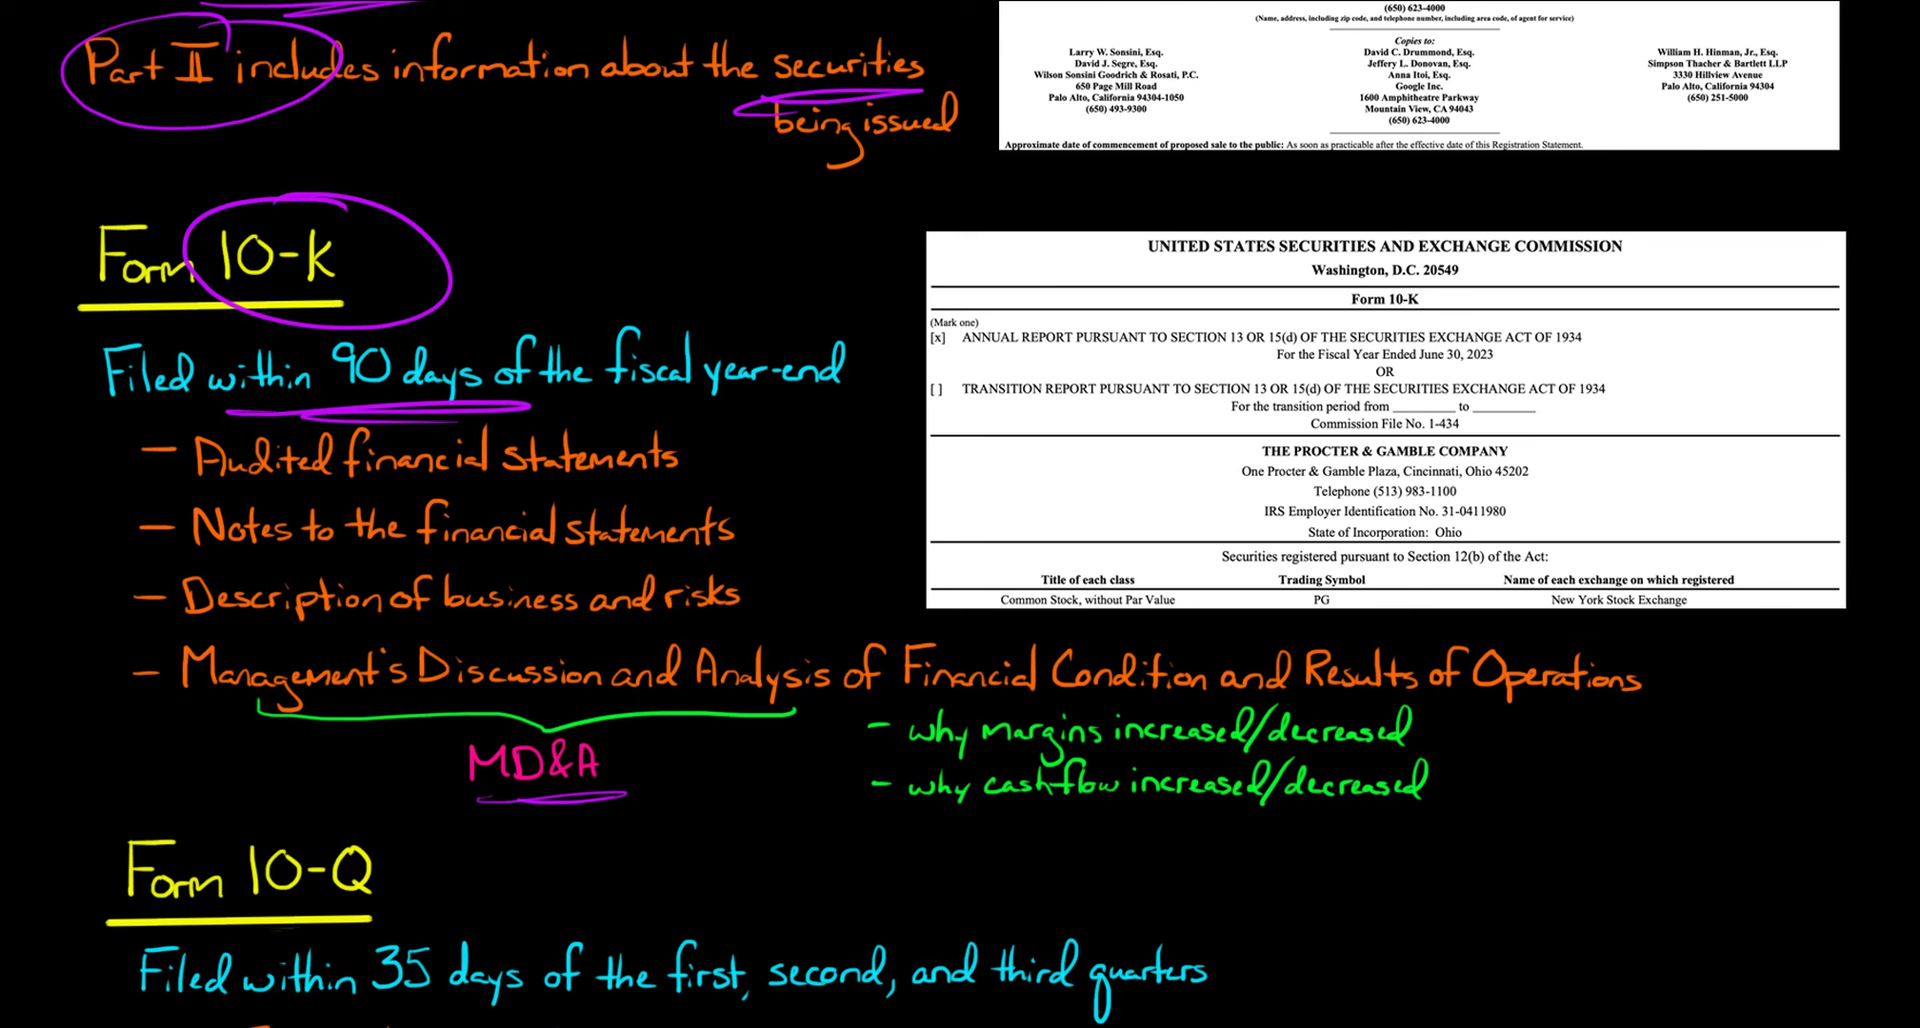 (650) 623-4000
(Name, address, including zip code, and telephone number, including area code, of agent for service)
Part II includes information about the securities
being issued
Copies to:
Larry W. Sonsini, Esq.
David J. Segre, Esq.
Wilson Sonsini Goodrich & Rosati, P.C.
650 Page Mill Road
Palo Alto, California 94304-1050
(650) 493-9300
David C. Drummond, Esq.
Jeffery L. Donovan, Esq.
Anna Itoi, Esq.
Google Inc.
1600 Amphitheatre Parkway
Mountain View, CA 94043
(650) 623-4000
William H. Hinman, Jr., Esq.
Simpson Thacher & Bartlett LLP
3330 Hillview Avenue
Palo Alto, California 94304
(650) 251-5000
Approximate date of commencement of proposed sale to the public: As soon as practicable after the effective date of this Registration Statement.
Form 10-K
Filed within 90 days of the fiscal year-end
- Audited financial statements
- Notes to the financial statements
- Description of business and risks
UNITED STATES SECURITIES AND EXCHANGE COMMISSION
Washington, D.C. 20549
Form 10-K
(Mark one)
[x] ANNUAL REPORT PURSUANT TO SECTION 13 OR 15(d) OF THE SECURITIES EXCHANGE ACT OF 1934
For the Fiscal Year Ended June 30, 2023
OR
[ ] TRANSITION REPORT PURSUANT TO SECTION 13 OR 15(d) OF THE SECURITIES EXCHANGE ACT OF 1934
For the transition period from ________ to ________
Commission File No. 1-434
THE PROCTER & GAMBLE COMPANY
One Procter & Gamble Plaza, Cincinnati, Ohio 45202
Telephone (513) 983-1100
IRS Employer Identification No. 31-0411980
State of Incorporation: Ohio
Securities registered pursuant to Section 12(b) of the Act:
Title of each class Trading Symbol Name of each exchange on which registered
Common Stock, without Par Value PG New York Stock Exchange
- Management's Discussion and Analysis of Financial Condition and Results of Operations
MD&A
- why margins increased/decreased
- why cashflow increased/decreased
Form 10-Q
Filed within 35 days of the first, second, and third quarters